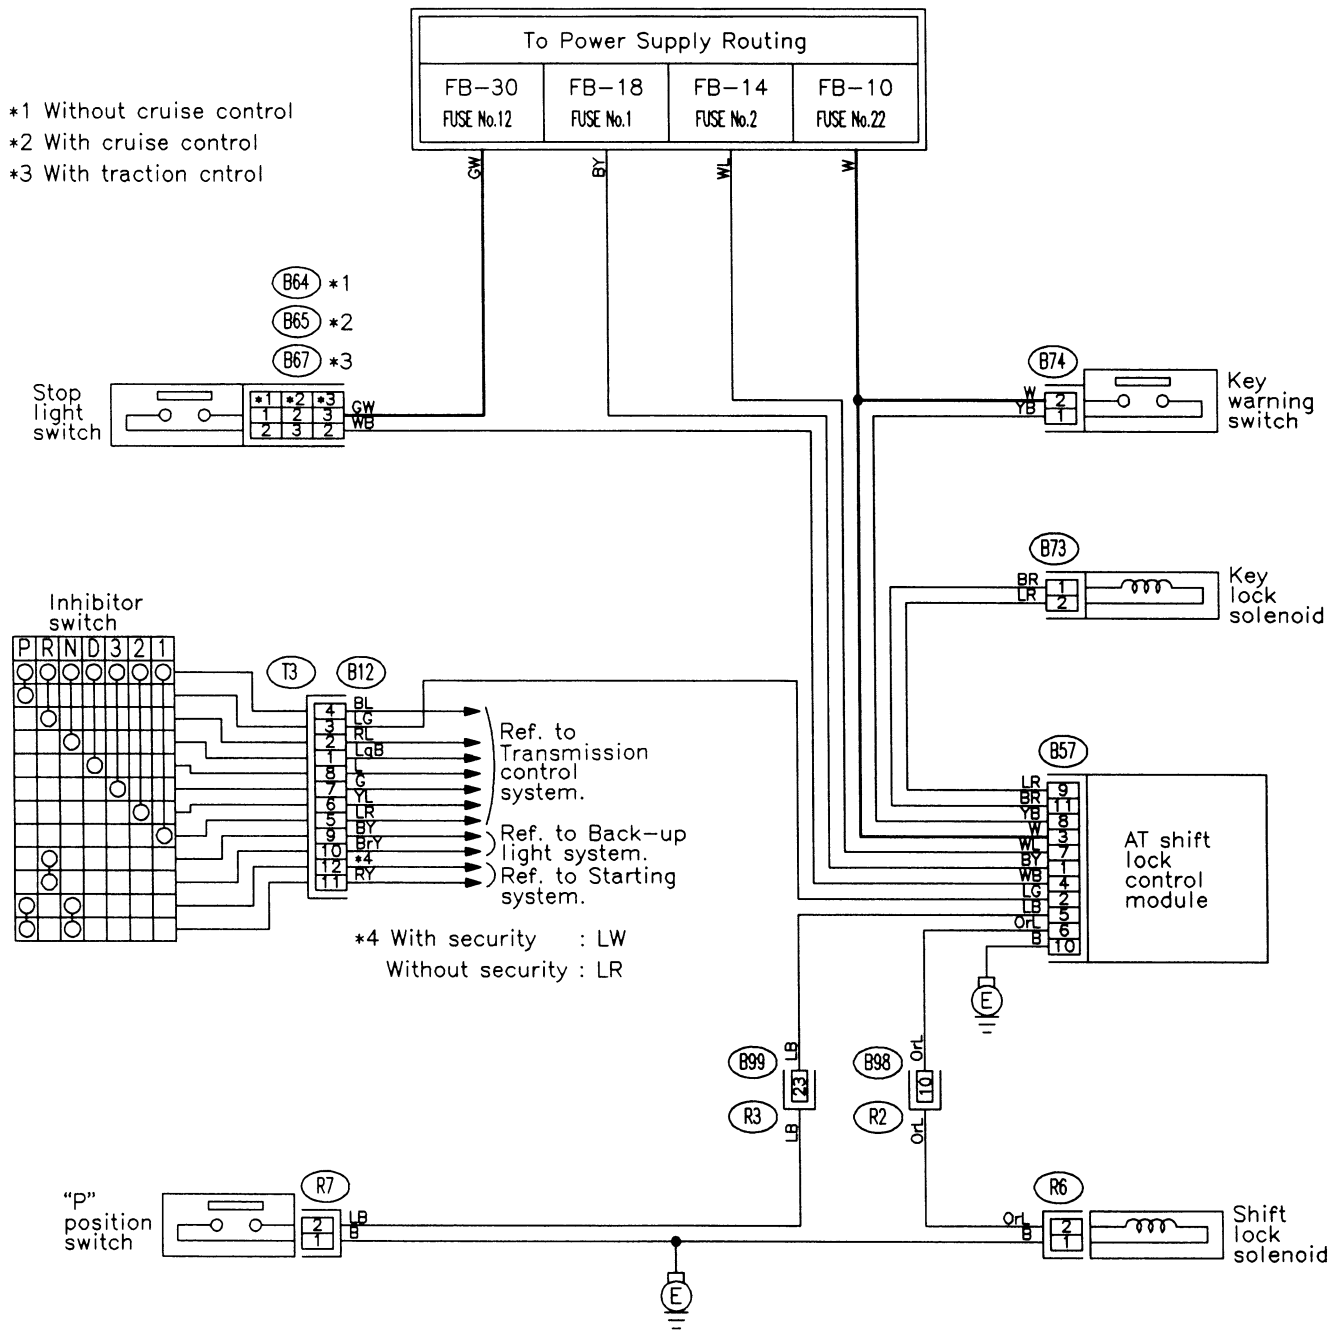 To Power Supply Routing
FB-30 FB-18 FB-14 FB-10
FUSE No.12 FUSE No.1 FUSE No.2 FUSE No.22
*1 Without cruise control
*2 With cruise control
*3 With traction cntrol
GW BY WL W
B64 *1
B65 *2
B67 *3
Stop
light
switch
*1 *2 *3
1 2 3
2 3 2
GW
WB
B74
W
YB
2
1
Key
warning
switch
B73
BR
LR
1
2
Key
lock
solenoid
Inhibitor
switch
P R N D 3 2 1
T3 B12
4 BL
3 LG
2 RL
1 LgB
8 L
7 G
6 YL
5 LR
9 BY
10 BrY
12 *4
11 RY
Ref. to
Transmission
control
system.
Ref. to Back-up
light system.
Ref. to Starting
system.
*4 With security : LW
Without security : LR
B57
LR 9
BR 11
YB 8
W 3
WL 7
BY 1
WB 4
LG 2
LB 5
OrL 6
B 10
AT shift
lock
control
module
E
LB OrL
B99 23 B98 10
R3 R2
LB OrL
"P"
position
switch
R7
2
1
LB
B
E
R6
OrL
B
2
1
Shift
lock
solenoid